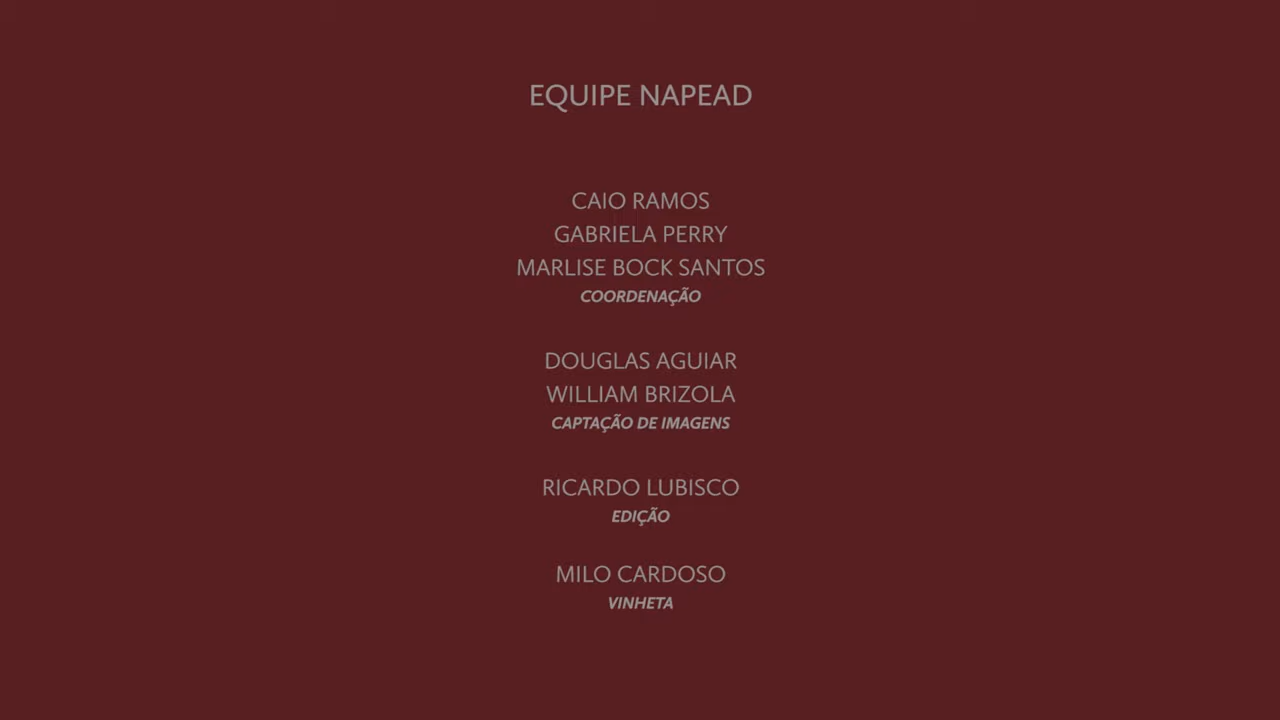 EQUIPE NAPEAD
CAIO RAMOS
GABRIELA PERRY
MARLISE BOCK SANTOS
COORDENAÇÃO
DOUGLAS AGUIAR
WILLIAM BRIZOLA
CAPTAÇÃO DE IMAGENS
RICARDO LUBISCO
EDIÇÃO
MILO CARDOSO
VINHETA